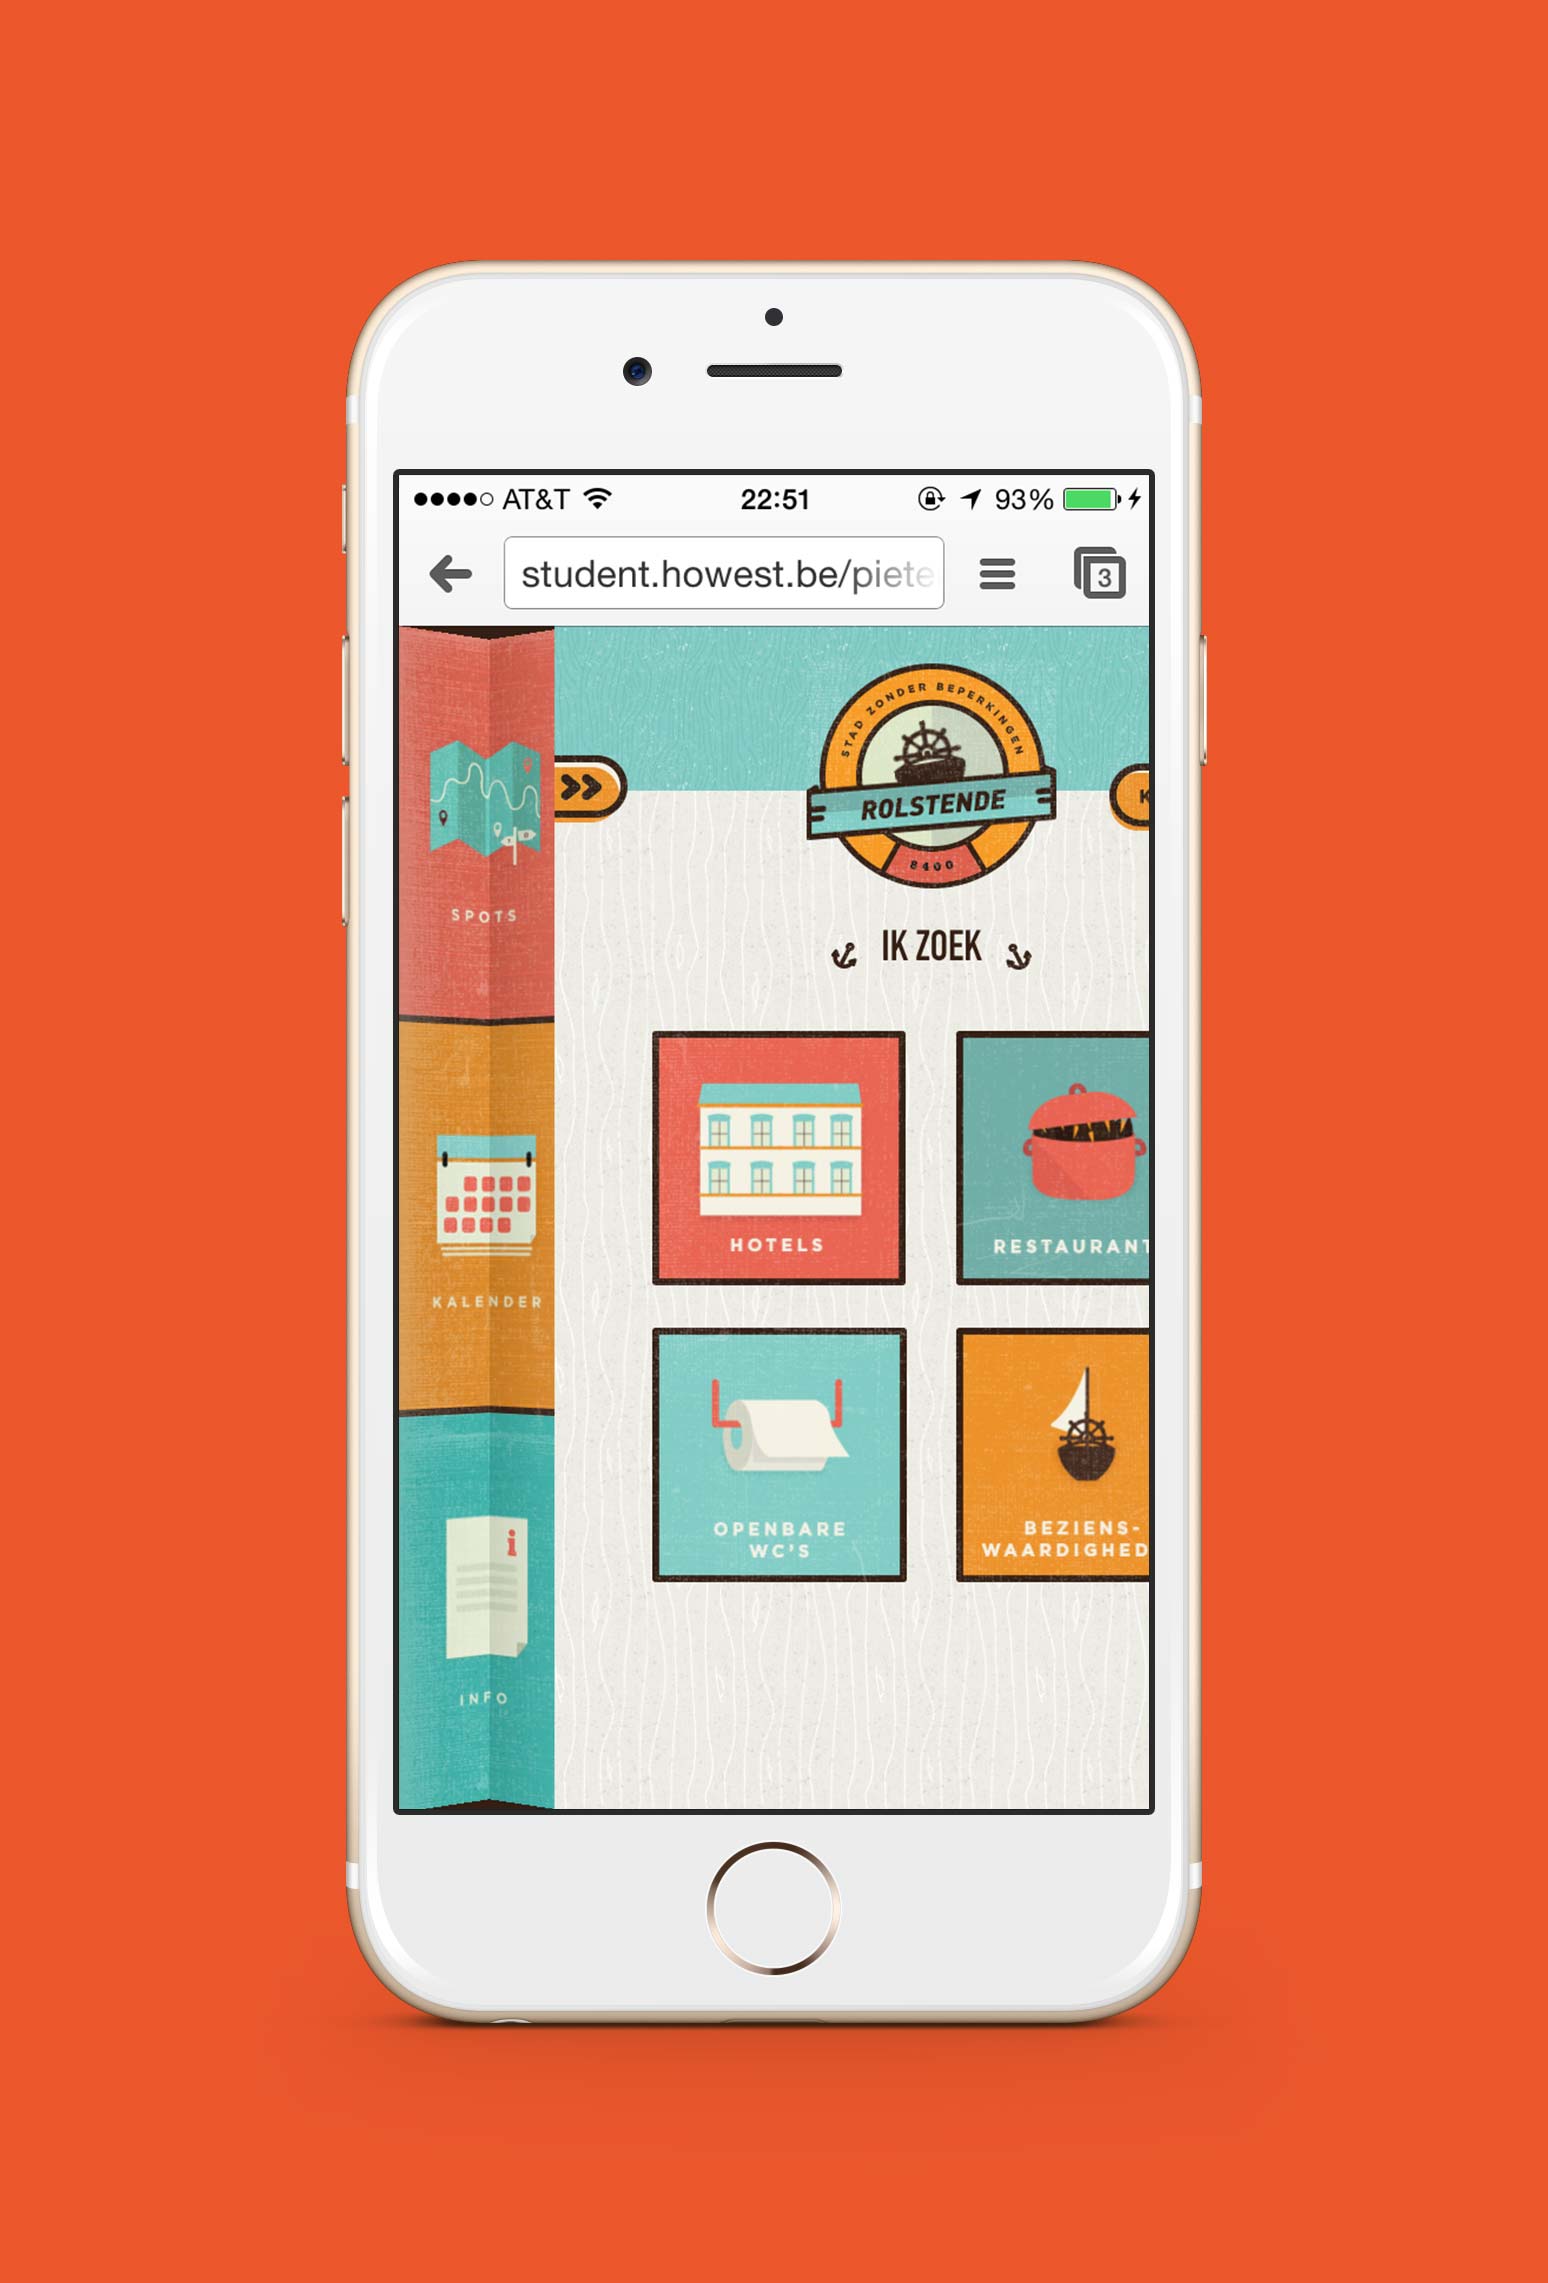 AT&T 22:51 93%
student.howest.be/piete
3
STAD ZONDER BEPERKINGEN
ROLSTENDE
8400
K
IK ZOEK
SPOTS
KALENDER
INFO
HOTELS
RESTAURANT
OPENBARE
WC'S
BEZIENS-
WAARDIGHED